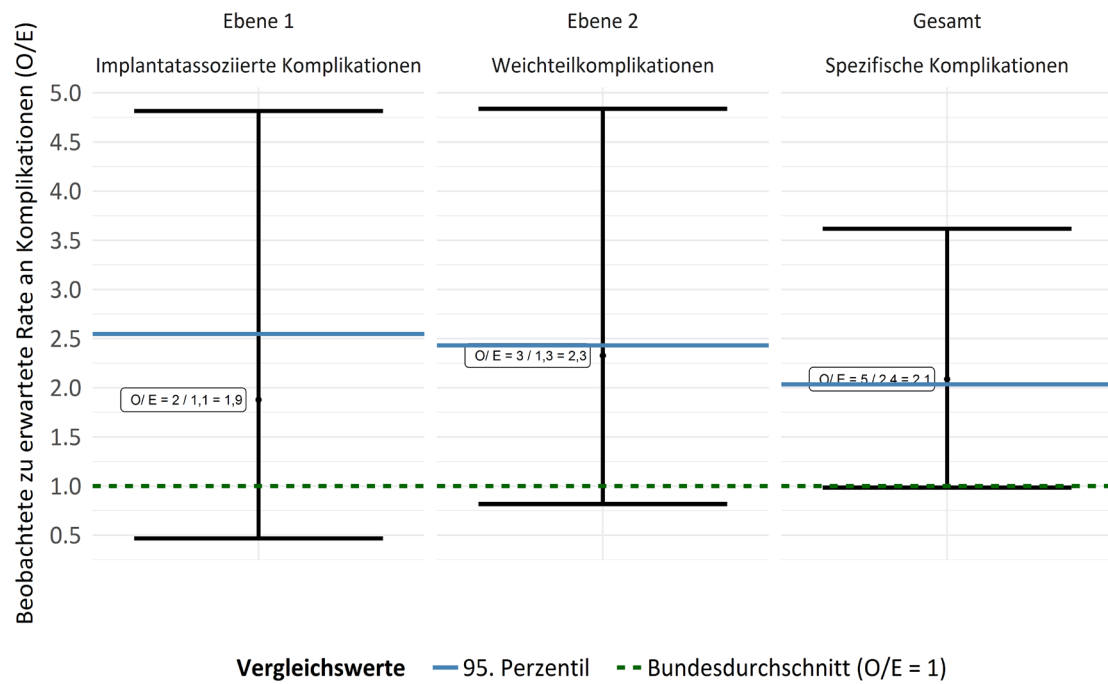 Ebene 1
Ebene 2
Gesamt
Implantatassoziierte Komplikationen
Weichteilkomplikationen
Spezifische Komplikationen
Beobachtete zu erwartete Rate an Komplikationen (O/E)
5.0
4.5
4.0
3.5
3.0
2.5
2.0
1.5
1.0
0.5
O/ E = 2 / 1,1 = 1,9
O/ E = 3 / 1,3 = 2,3
O/ E = 5 / 2,4 = 2,1
Vergleichswerte
95. Perzentil
Bundesdurchschnitt (O/E = 1)